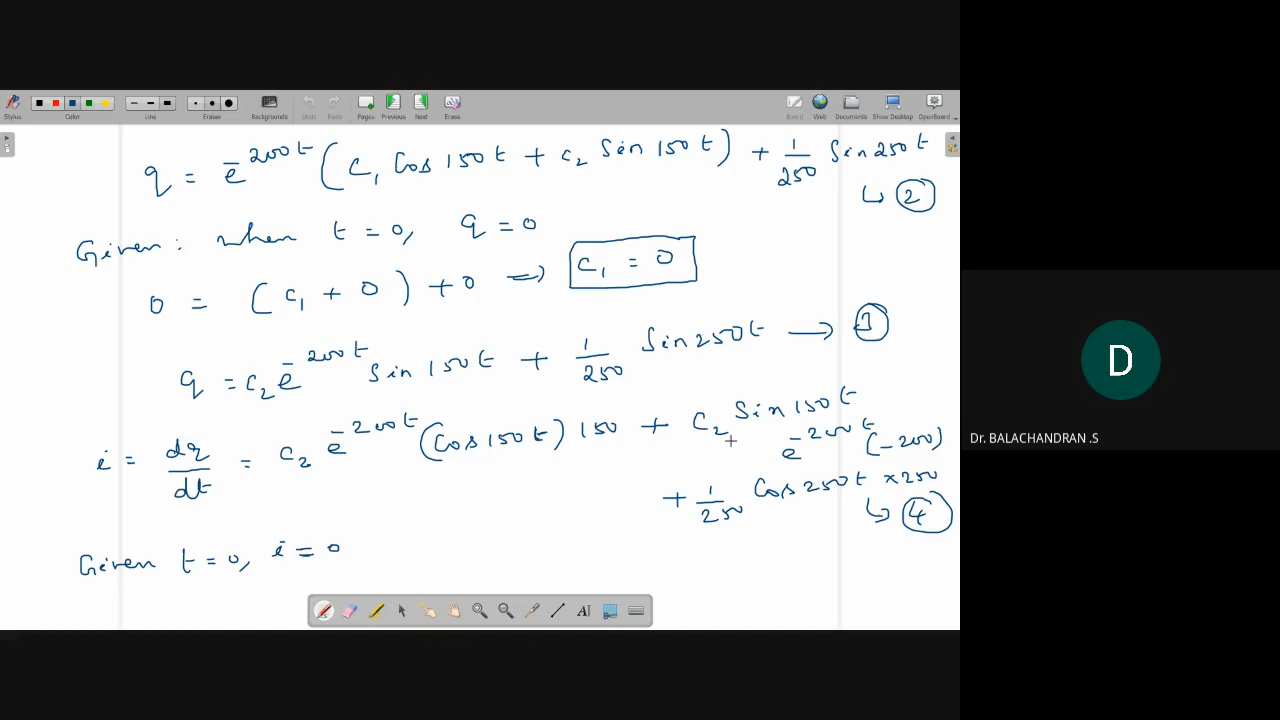 Stylus Color Line Eraser Backgrounds Undo Redo Pages Previous Next Erase Board Web Documents Show Desktop OpenBoard
q = e^-200t (C₁ Cos 150t + C₂ Sin 150t) + 1/250 Sin 250t
↳ ②
Given: when t = 0, q = 0
0 = (C₁ + 0) + 0 ⇒ C₁ = 0
q = C₂ e^-200t Sin 150t + 1/250 Sin 250t → ③
i = dq/dt = C₂ e^-200t (Cos 150t) 150 + C₂ Sin 150t
e^-200t (-200)
+ 1/250 Cos 250t × 250
↳ ④
Given t = 0, i = 0
AI
D
Dr. BALACHANDRAN .S